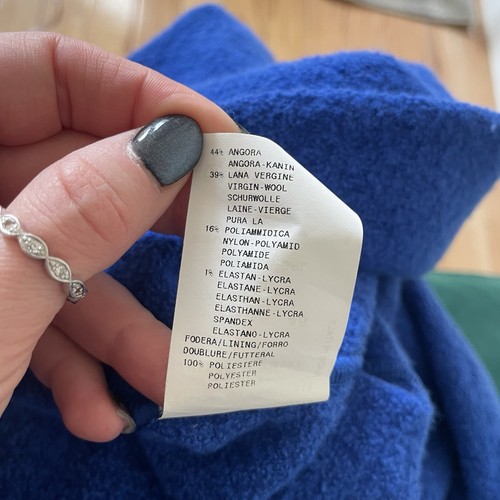 44% ANGORA
ANGORA-KANIN
39% LANA VERGINE
VIRGIN-WOOL
SCHURWOLLE
LAINE-VIERGE
PURA LA
16% POLIAMMIDICA
NYLON-POLYAMID
POLYAMIDE
POLIAMIDA
1% ELASTAN-LYCRA
ELASTANE-LYCRA
ELASTHAN-LYCRA
ELASTHANNE-LYCRA
SPANDEX
ELASTANO-LYCRA
FODERA/LINING/FORRO
DOUBLURE/FUTTERAL
100% POLIESTERE
POLYESTER
POLIESTER